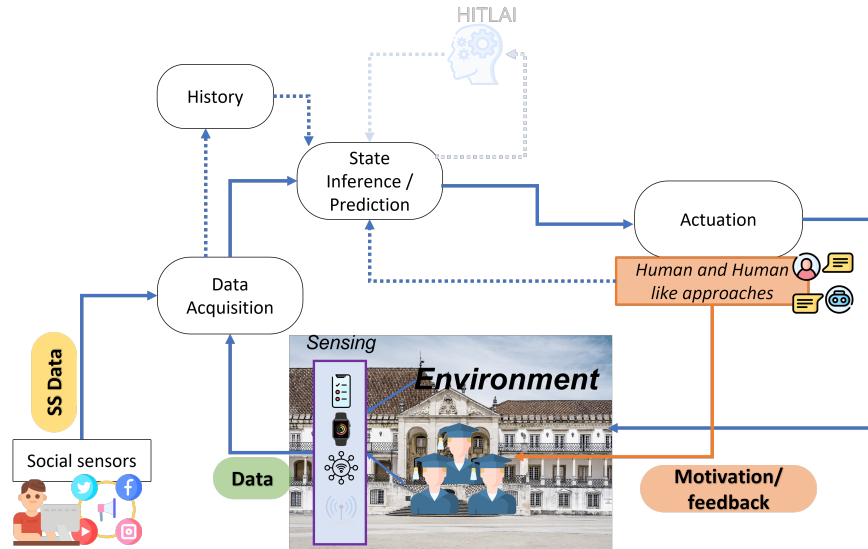 HITLAI
History
State
Inference /
Prediction
Actuation
Human and Human
like approaches
Data
Acquisition
Sensing
Environment
SS Data
Social sensors
Data
Motivation/
feedback